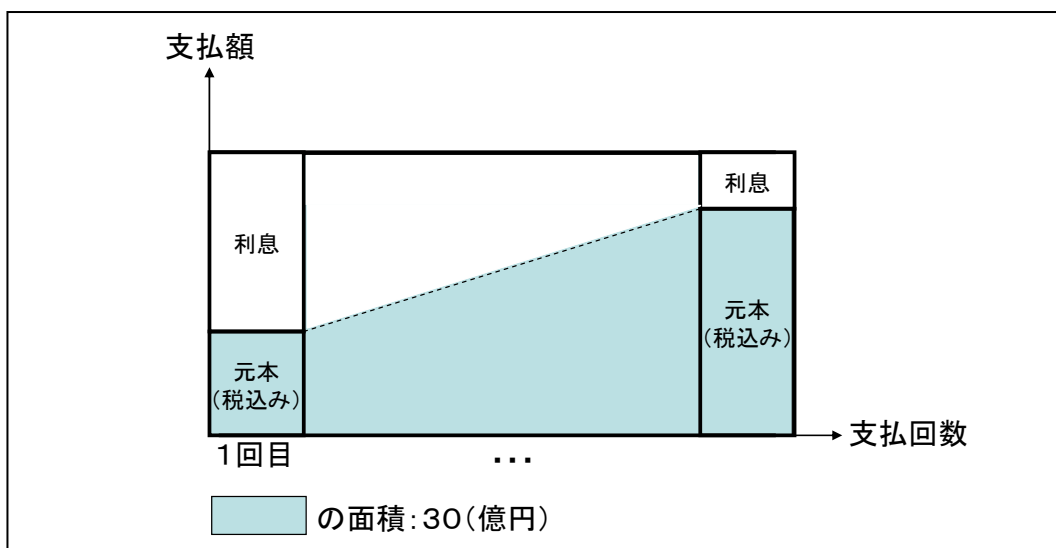 支払額
利息
利息
元本
（税込み）
元本
（税込み）
１回目
・・・
支払回数
の面積：３０（億円）